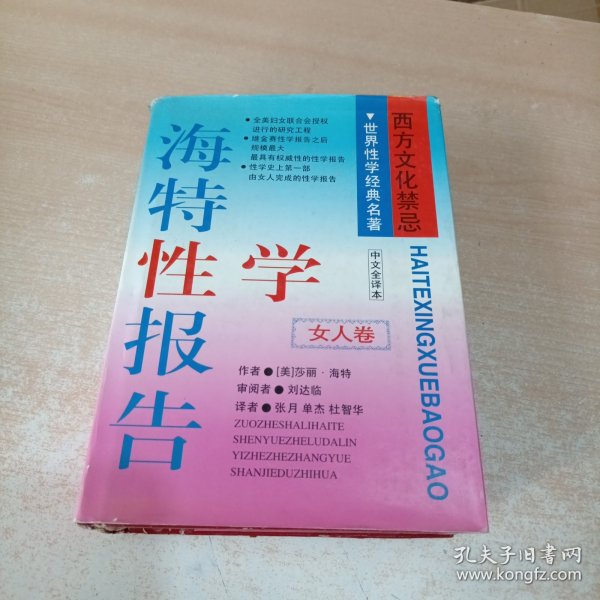 西方文化禁忌
▼世界性学经典名著
●全美妇女联合会授权
进行的研究工程
●继金赛性学报告之后
规模最大
最具有权威性的性学报告
●性学史上第一部
由女人完成的性学报告
海特性学报告
中文全译本
女人卷
HAITEXINGXUEBAOGAO
作者●[美]莎丽·海特
审阅者●刘达临
译者●张月 单杰 杜智华
ZUOZHESHALIHAITE
SHENYUEZHELUDALIN
YIZHEZHEZHANGYUE
SHANJIEDUZHIHUA
孔夫子旧书网
www.kongfz.com